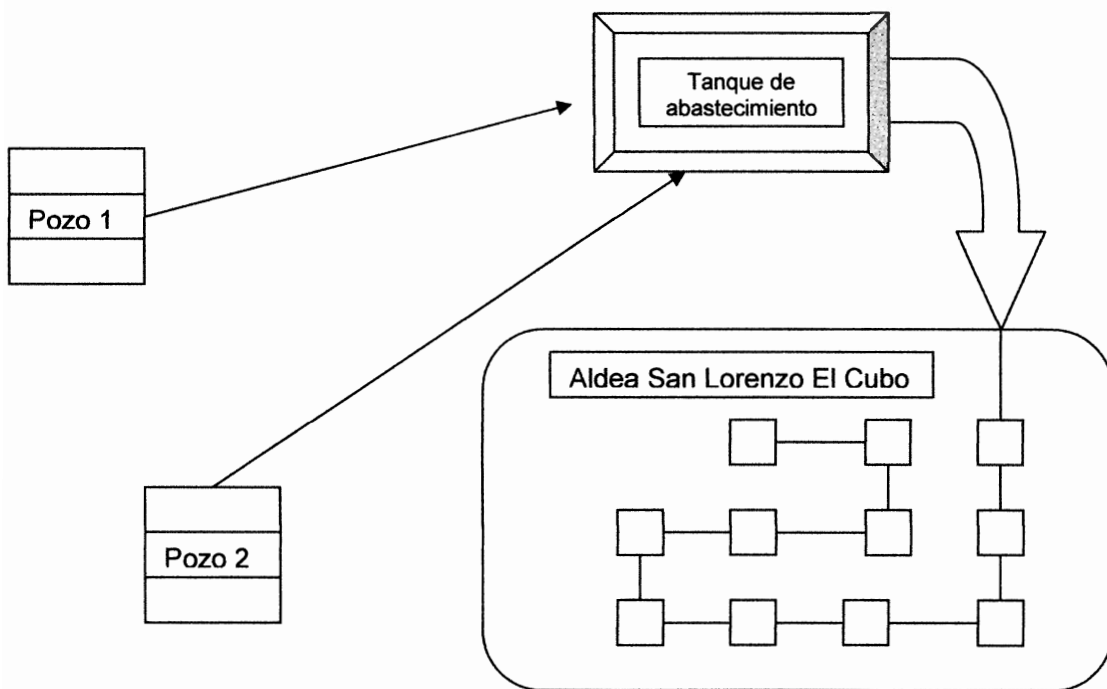 Tanque de
abastecimiento
Pozo 1
Aldea San Lorenzo El Cubo
Pozo 2